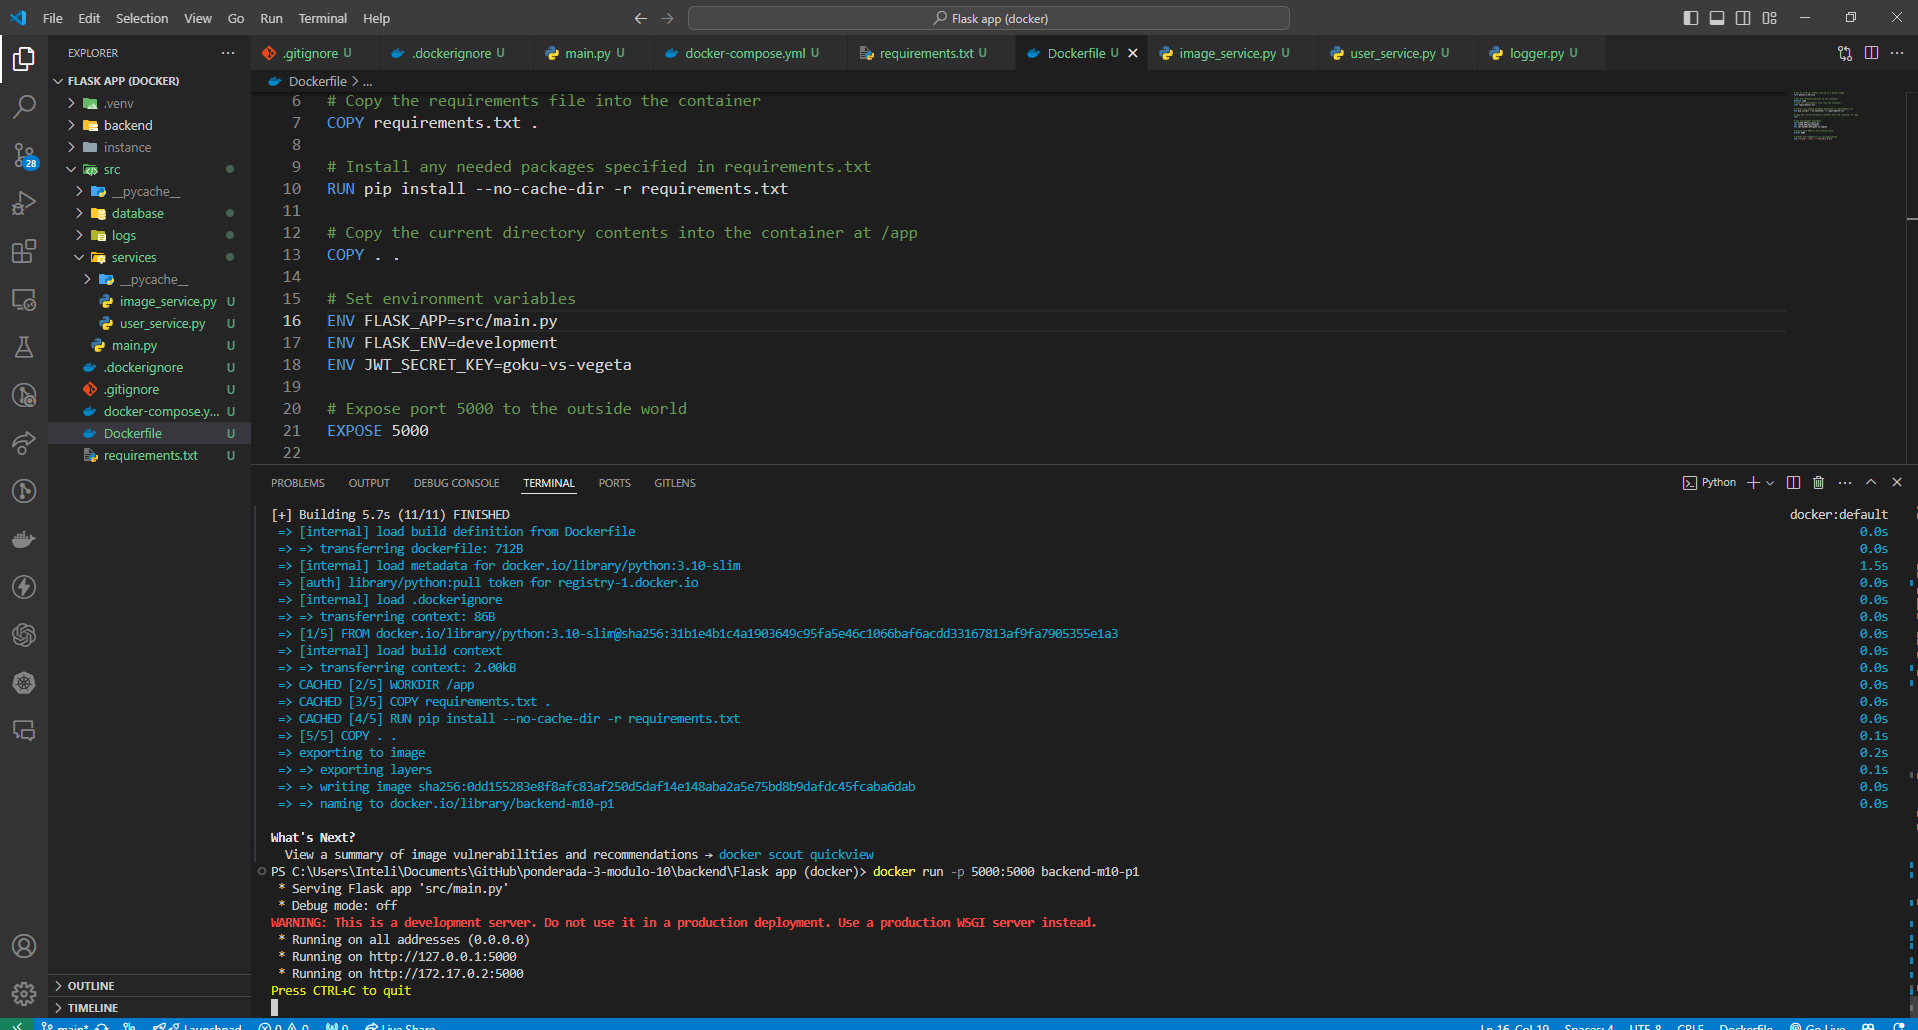 File Edit Selection View Go Run Terminal Help
Flask app (docker)
EXPLORER
FLASK APP (DOCKER)
.venv
backend
instance
src
__pycache__
database
logs
services
__pycache__
image_service.py U
user_service.py U
main.py U
.dockerignore U
.gitignore U
docker-compose.y... U
Dockerfile U
requirements.txt U
OUTLINE
TIMELINE
28
.gitignore U .dockerignore U main.py U docker-compose.yml U requirements.txt U Dockerfile U image_service.py U user_service.py U logger.py U
Dockerfile > ...
6 # Copy the requirements file into the container
7 COPY requirements.txt .
8
9 # Install any needed packages specified in requirements.txt
10 RUN pip install --no-cache-dir -r requirements.txt
11
12 # Copy the current directory contents into the container at /app
13 COPY . .
14
15 # Set environment variables
16 ENV FLASK_APP=src/main.py
17 ENV FLASK_ENV=development
18 ENV JWT_SECRET_KEY=goku-vs-vegeta
19
20 # Expose port 5000 to the outside world
21 EXPOSE 5000
22
PROBLEMS OUTPUT DEBUG CONSOLE TERMINAL PORTS GITLENS
Python
[+] Building 5.7s (11/11) FINISHED docker:default
=> [internal] load build definition from Dockerfile 0.0s
=> => transferring dockerfile: 712B 0.0s
=> [internal] load metadata for docker.io/library/python:3.10-slim 1.5s
=> [auth] library/python:pull token for registry-1.docker.io 0.0s
=> [internal] load .dockerignore 0.0s
=> => transferring context: 86B 0.0s
=> [1/5] FROM docker.io/library/python:3.10-slim@sha256:31b1e4b1c4a1903649c95fa5e46c1066baf6acdd33167813af9fa7905355e1a3 0.0s
=> [internal] load build context 0.0s
=> => transferring context: 2.00kB 0.0s
=> CACHED [2/5] WORKDIR /app 0.0s
=> CACHED [3/5] COPY requirements.txt . 0.0s
=> CACHED [4/5] RUN pip install --no-cache-dir -r requirements.txt 0.0s
=> [5/5] COPY . . 0.1s
=> exporting to image 0.2s
=> => exporting layers 0.1s
=> => writing image sha256:0dd155283e8f8afc83af250d5daf14e148aba2a5e75bd8b9dafdc45fcaba6dab 0.0s
=> => naming to docker.io/library/backend-m10-p1 0.0s
What's Next?
View a summary of image vulnerabilities and recommendations → docker scout quickview
PS C:\Users\Inteli\Documents\GitHub\ponderada-3-modulo-10\backend\Flask app (docker)> docker run -p 5000:5000 backend-m10-p1
* Serving Flask app 'src/main.py'
* Debug mode: off
WARNING: This is a development server. Do not use it in a production deployment. Use a production WSGI server instead.
* Running on all addresses (0.0.0.0)
* Running on http://127.0.0.1:5000
* Running on http://172.17.0.2:5000
Press CTRL+C to quit
main* Launchpad 0 0 0 Live Share Ln 16, Col 19 Spaces: 4 UTF-8 CRLF Dockerfile Go Live